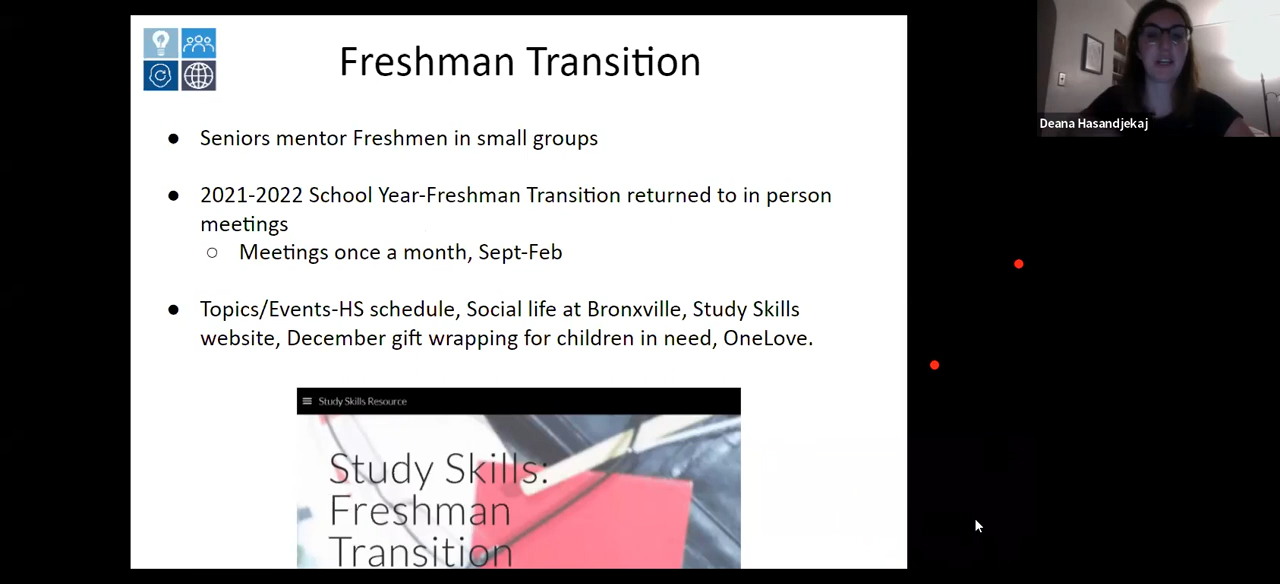 Freshman Transition
Deana Hasandjekaj
● Seniors mentor Freshmen in small groups
● 2021-2022 School Year-Freshman Transition returned to in person
meetings
○ Meetings once a month, Sept-Feb
● Topics/Events-HS schedule, Social life at Bronxville, Study Skills
website, December gift wrapping for children in need, OneLove.
Study Skills Resource
Study Skills:
Freshman
Transition